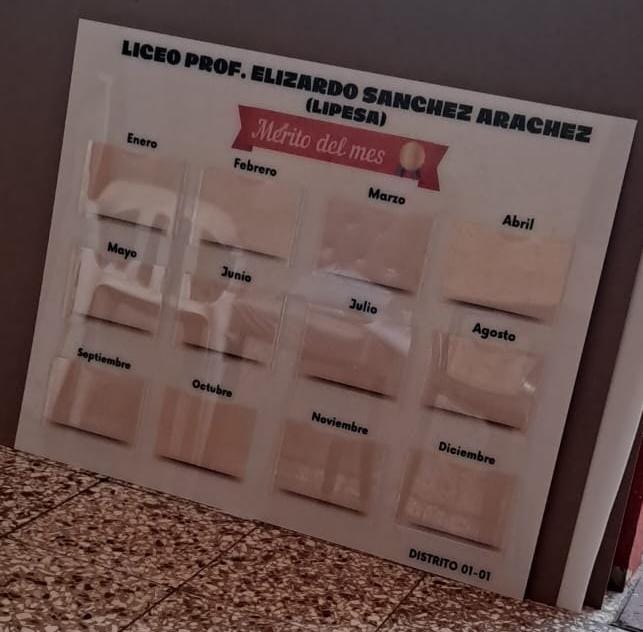 LICEO PROF. ELIZARDO SANCHEZ ARACHEZ
(LIPESA)
Mérito del mes
Enero Febrero Marzo Abril
Mayo Junio Julio Agosto
Septiembre Octubre Noviembre Diciembre
DISTRITO 01-01